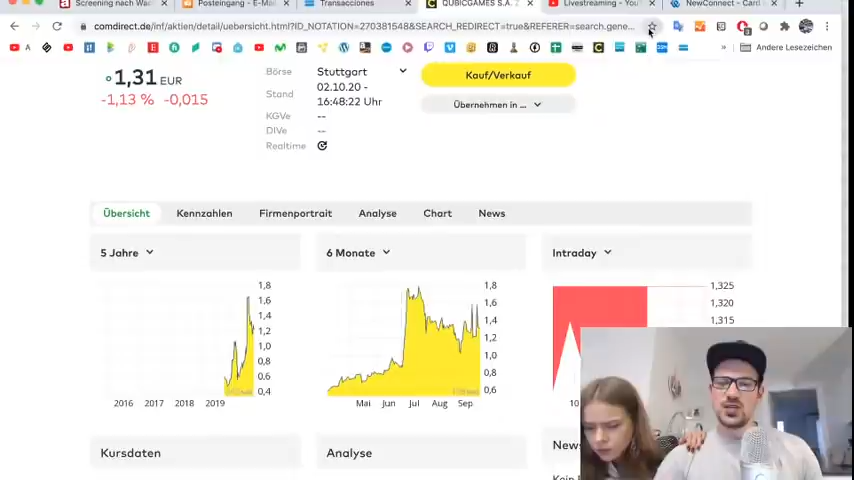 Screening nach Wac
Posteingang - E-Ma
Transacciones
QUBICGAMES S.A. Z
Livestreaming - YouT
NewConnect - Card
comdirect.de/inf/aktien/detail/uebersicht.html?ID_NOTATION=270381548&SEARCH_REDIRECT=true&REFERER=search.gene...
Andere Lesezeichen
1,31 EUR
-1,13 % -0,015
Börse Stuttgart
Stand 02.10.20 -
16:48:22 Uhr
KGVe --
DIVe --
Realtime
Kauf/Verkauf
Übernehmen in ...
Übersicht Kennzahlen Firmenportrait Analyse Chart News
5 Jahre
6 Monate
Intraday
1,8
1,6
1,4
1,2
1,0
0,8
0,6
0,4
2016 2017 2018 2019
1,8
1,6
1,4
1,2
1,0
0,8
0,6
Mai Jun Jul Aug Sep
1,325
1,320
1,315
10
Kursdaten
Analyse
News